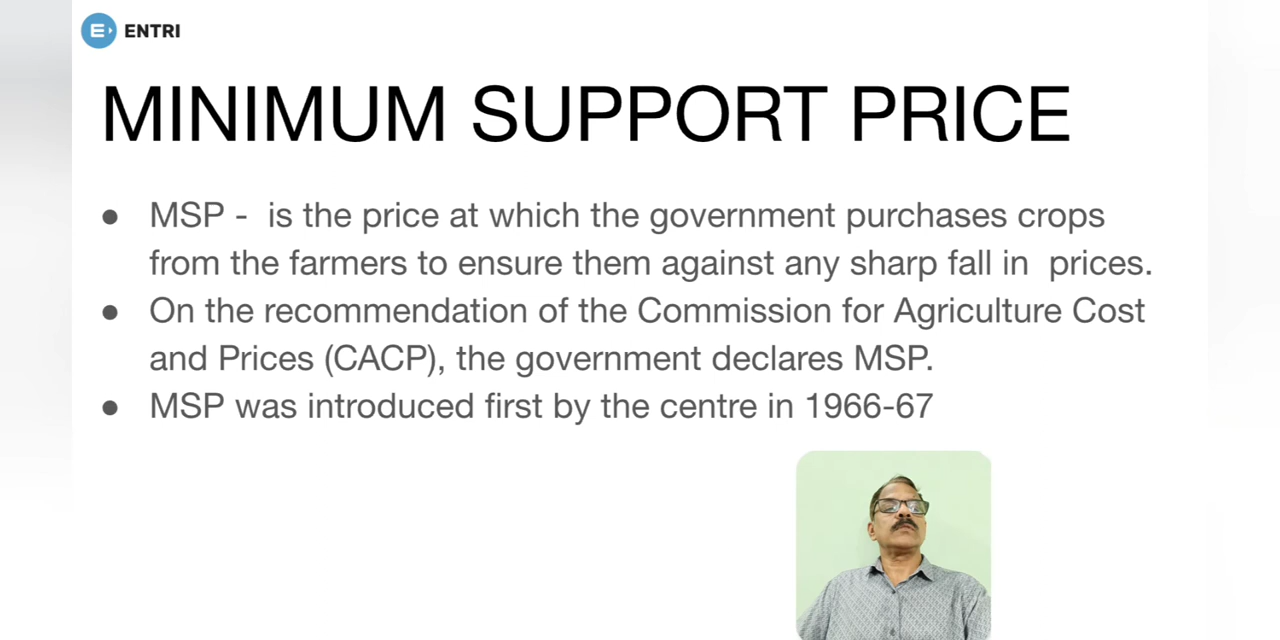 ENTRI
MINIMUM SUPPORT PRICE
● MSP - is the price at which the government purchases crops
from the farmers to ensure them against any sharp fall in prices.
● On the recommendation of the Commission for Agriculture Cost
and Prices (CACP), the government declares MSP.
● MSP was introduced first by the centre in 1966-67